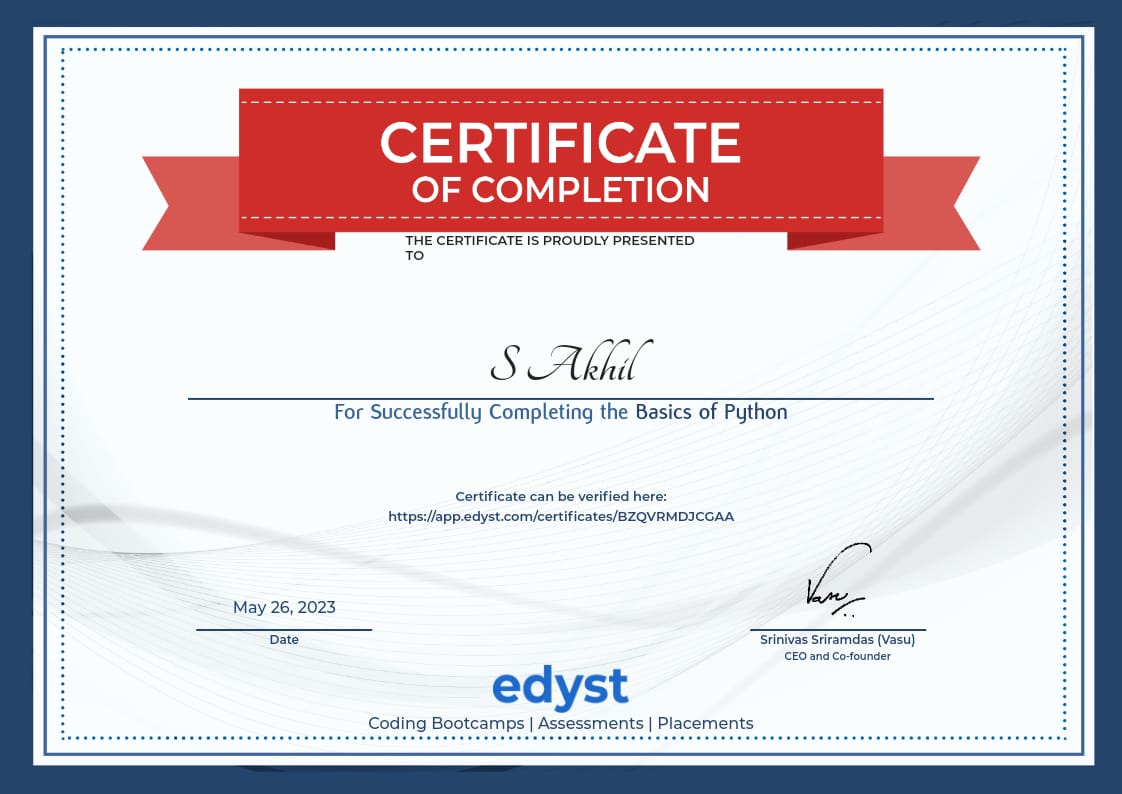 CERTIFICATE
OF COMPLETION
THE CERTIFICATE IS PROUDLY PRESENTED
TO
S Akhil
For Successfully Completing the Basics of Python
Certificate can be verified here:
https://app.edyst.com/certificates/BZQVRMDJCGAA
May 26, 2023
Date
Vasu
Srinivas Sriramdas (Vasu)
CEO and Co-founder
edyst
Coding Bootcamps | Assessments | Placements